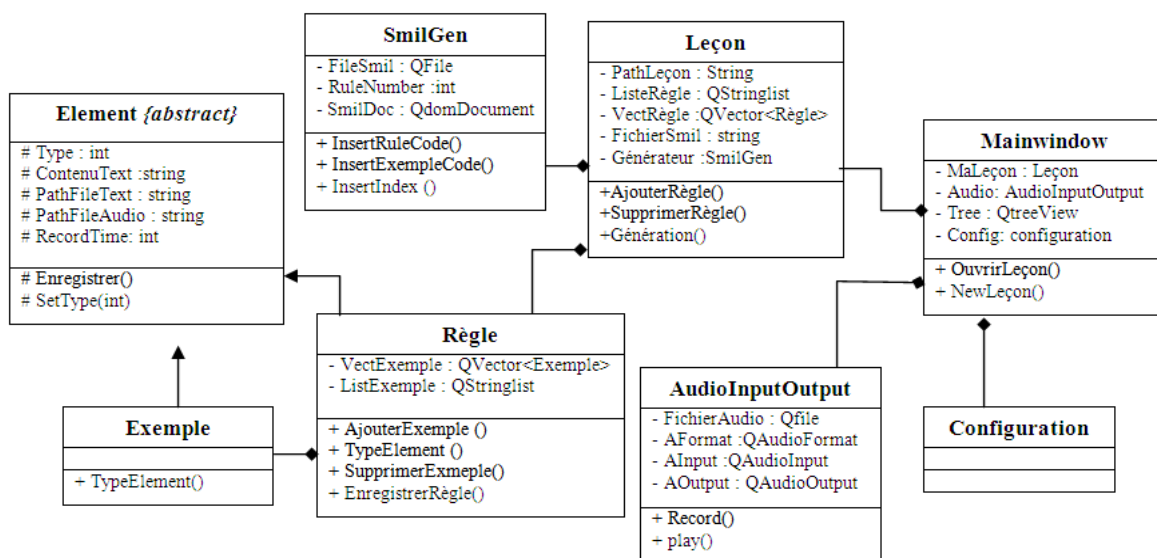 SmilGen
- FileSmil : QFile
- RuleNumber :int
- SmilDoc : QdomDocument
+ InsertRuleCode()
+ InsertExempleCode()
+ InsertIndex ()
Leçon
- PathLeçon : String
- ListeRègle : QStringlist
- VectRègle :QVector<Règle>
- FichierSmil : string
- Générateur :SmilGen
+AjouterRègle()
+SupprimerRègle()
+Génération()
Element {abstract}
# Type : int
# ContenuText :string
# PathFileText : string
# PathFileAudio : string
# RecordTime: int
# Enregistrer()
# SetType(int)
Mainwindow
- MaLeçon : Leçon
- Audio: AudioInputOutput
- Tree : QtreeView
- Config: configuration
+ OuvrirLeçon()
+ NewLeçon()
Règle
- VectExemple : QVector<Exemple>
- ListExemple : QStringlist
+ AjouterExemple ()
+ TypeElement ()
+ SupprimerExmeple()
+ EnregistrerRègle()
AudioInputOutput
- FichierAudio : Qfile
- AFormat :QAudioFormat
- AInput : QAudioInput
- AOutput : QAudioOutput
+ Record()
+ play()
Exemple
+ TypeElement()
Configuration